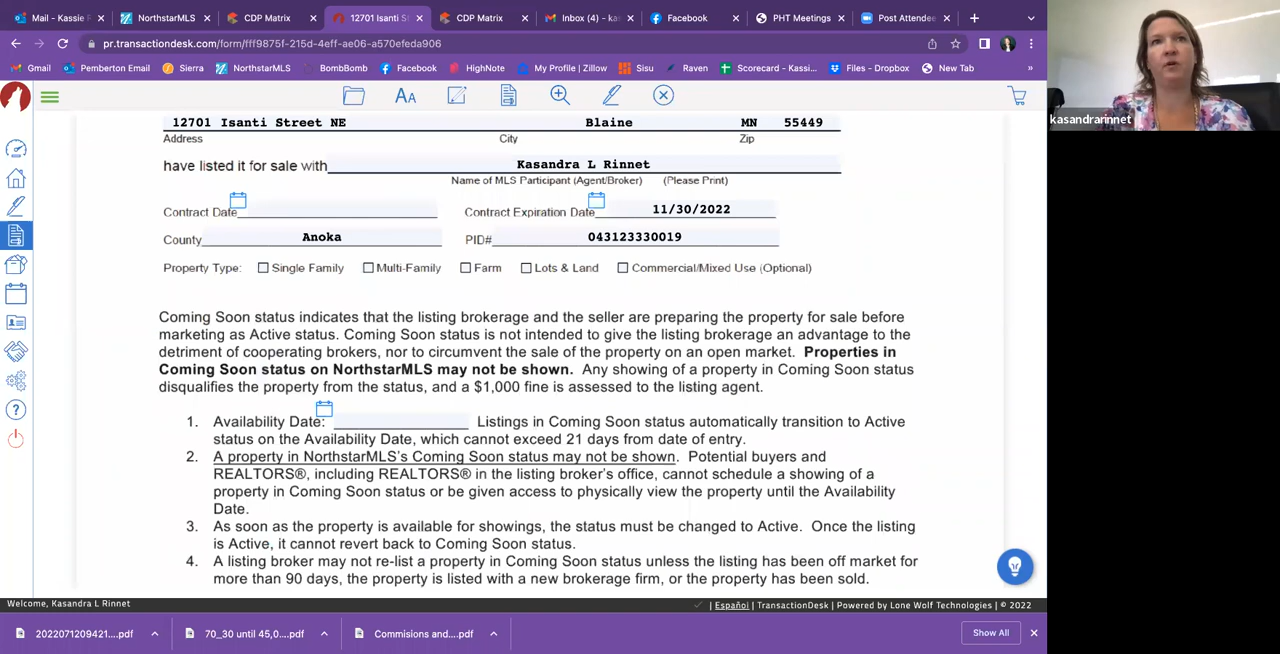 Mail - Kassie F
NorthstarMLS
CDP Matrix
12701 Isanti S
CDP Matrix
Inbox (4) - ka
Facebook
PHT Meetings
Post Attendee
pr.transactiondesk.com/form/fff9875f-215d-4eff-ae06-a570efeda906
Gmail
Pemberton Email
Sierra
NorthstarMLS
BombBomb
Facebook
HighNote
My Profile | Zillow
Sisu
Raven
Scorecard - Kassi...
Files - Dropbox
New Tab
»
kasandrarinnet
12701 Isanti Street NE Blaine MN 55449
Address City Zip
have listed it for sale with Kasandra L Rinnet
Name of MLS Participant (Agent/Broker) (Please Print)
Contract Date Contract Expiration Date 11/30/2022
County Anoka PID# 043123330019
Property Type: Single Family Multi-Family Farm Lots & Land Commercial/Mixed Use (Optional)
Coming Soon status indicates that the listing brokerage and the seller are preparing the property for sale before
marketing as Active status. Coming Soon status is not intended to give the listing brokerage an advantage to the
detriment of cooperating brokers, nor to circumvent the sale of the property on an open market. Properties in
Coming Soon status on NorthstarMLS may not be shown. Any showing of a property in Coming Soon status
disqualifies the property from the status, and a $1,000 fine is assessed to the listing agent.
1. Availability Date: Listings in Coming Soon status automatically transition to Active
status on the Availability Date, which cannot exceed 21 days from date of entry.
2. A property in NorthstarMLS's Coming Soon status may not be shown. Potential buyers and
REALTORS®, including REALTORS® in the listing broker's office, cannot schedule a showing of a
property in Coming Soon status or be given access to physically view the property until the Availability
Date.
3. As soon as the property is available for showings, the status must be changed to Active. Once the listing
is Active, it cannot revert back to Coming Soon status.
4. A listing broker may not re-list a property in Coming Soon status unless the listing has been off market for
more than 90 days, the property is listed with a new brokerage firm, or the property has been sold.
Welcome, Kasandra L Rinnet
| Español | TransactionDesk | Powered by Lone Wolf Technologies | © 2022
2022071209421....pdf
70_30 until 45,0....pdf
Commisions and....pdf
Show All